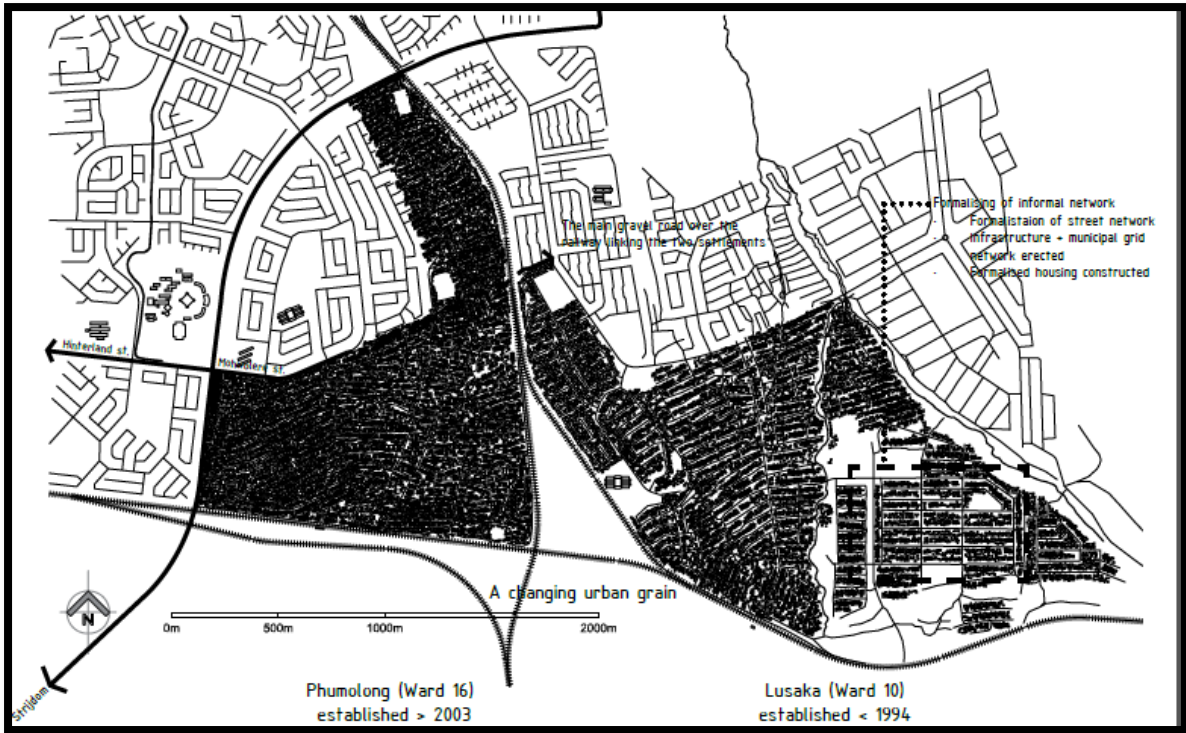 Formalising of informal network
Formalistaion of street network
infrastructure + municipal grid
network erected
Formalised housing constructed
The main gravel road over the
railway linking the two settlements
Hinterland st.
st.
N
A changing urban grain
0m 500m 1000m 2000m
Strijdom
Phumolong (Ward 16)
established > 2003
Lusaka (Ward 10)
established < 1994